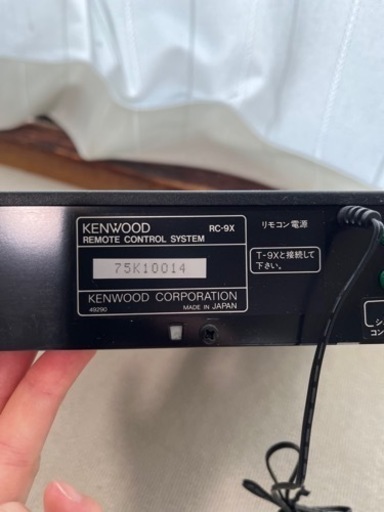 KENWOOD RC-9X
REMOTE CONTROL SYSTEM
75K10014
KENWOOD CORPORATION
49290 MADE IN JAPAN
リモコン電源
T-9Xと接続して
下さい。